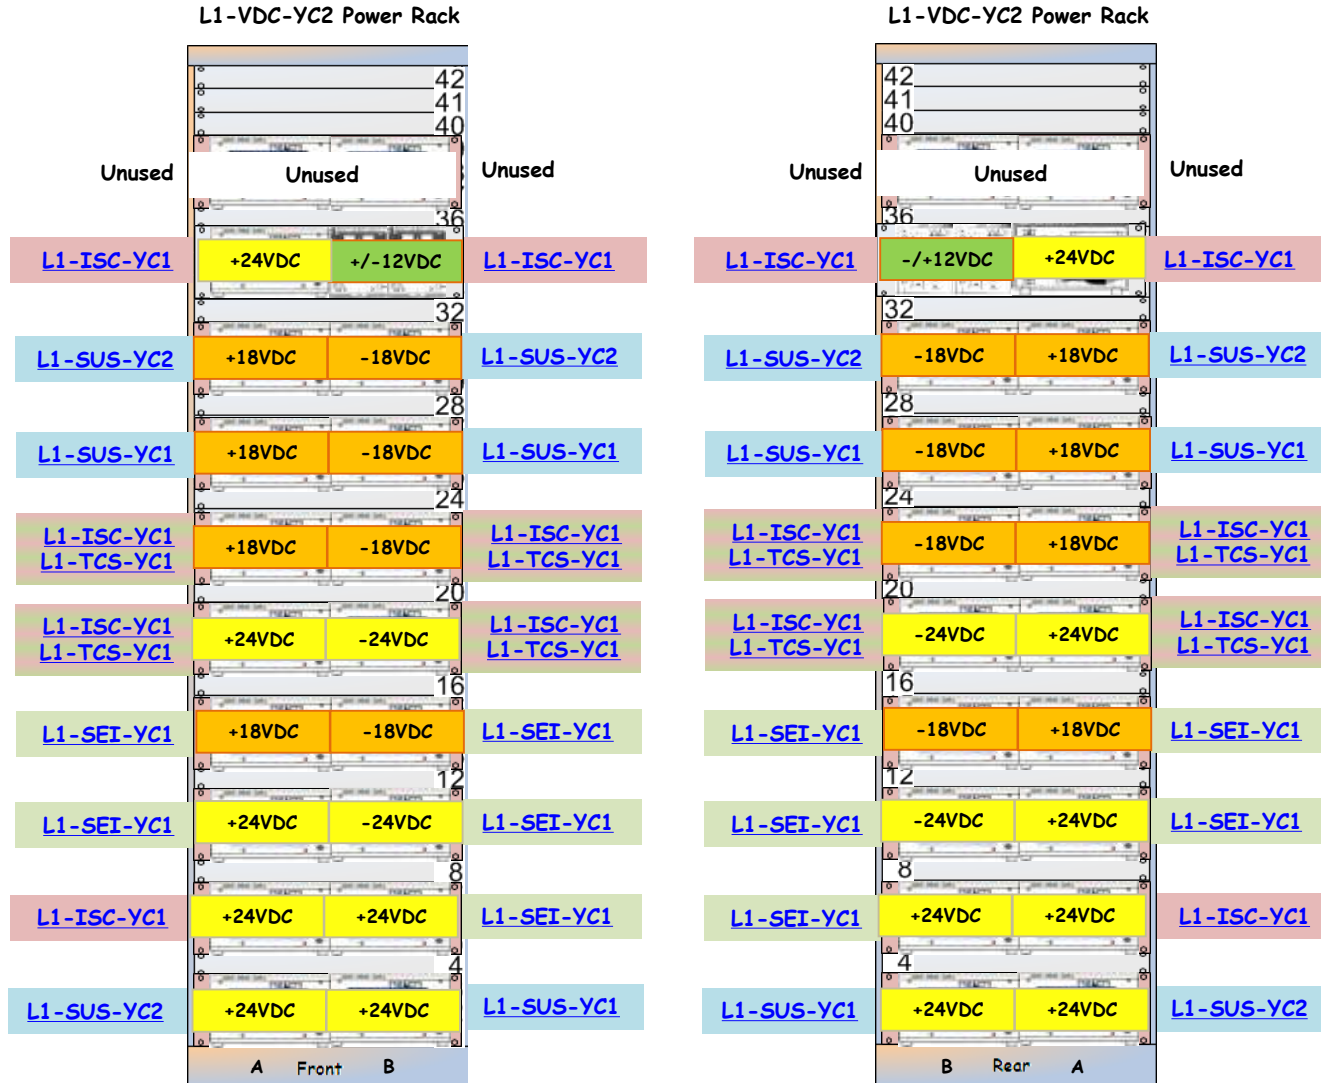 L1-VDC-YC2 Power Rack
42
41
40
Unused Unused Unused
36
L1-ISC-YC1 +24VDC +/-12VDC L1-ISC-YC1
32
L1-SUS-YC2 +18VDC -18VDC L1-SUS-YC2
28
L1-SUS-YC1 +18VDC -18VDC L1-SUS-YC1
24
L1-ISC-YC1 L1-ISC-YC1
L1-TCS-YC1 +18VDC -18VDC L1-TCS-YC1
20
L1-ISC-YC1 L1-ISC-YC1
L1-TCS-YC1 +24VDC -24VDC L1-TCS-YC1
16
L1-SEI-YC1 +18VDC -18VDC L1-SEI-YC1
12
L1-SEI-YC1 +24VDC -24VDC L1-SEI-YC1
8
L1-ISC-YC1 +24VDC +24VDC L1-SEI-YC1
4
L1-SUS-YC2 +24VDC +24VDC L1-SUS-YC1
A Front B
L1-VDC-YC2 Power Rack
42
41
40
Unused Unused Unused
36
L1-ISC-YC1 -/+12VDC +24VDC L1-ISC-YC1
32
L1-SUS-YC2 -18VDC +18VDC L1-SUS-YC2
28
L1-SUS-YC1 -18VDC +18VDC L1-SUS-YC1
24
L1-ISC-YC1 L1-ISC-YC1
L1-TCS-YC1 -18VDC +18VDC L1-TCS-YC1
20
L1-ISC-YC1 L1-ISC-YC1
L1-TCS-YC1 -24VDC +24VDC L1-TCS-YC1
16
L1-SEI-YC1 -18VDC +18VDC L1-SEI-YC1
12
L1-SEI-YC1 -24VDC +24VDC L1-SEI-YC1
8
L1-SEI-YC1 +24VDC +24VDC L1-ISC-YC1
4
L1-SUS-YC1 +24VDC +24VDC L1-SUS-YC2
B Rear A